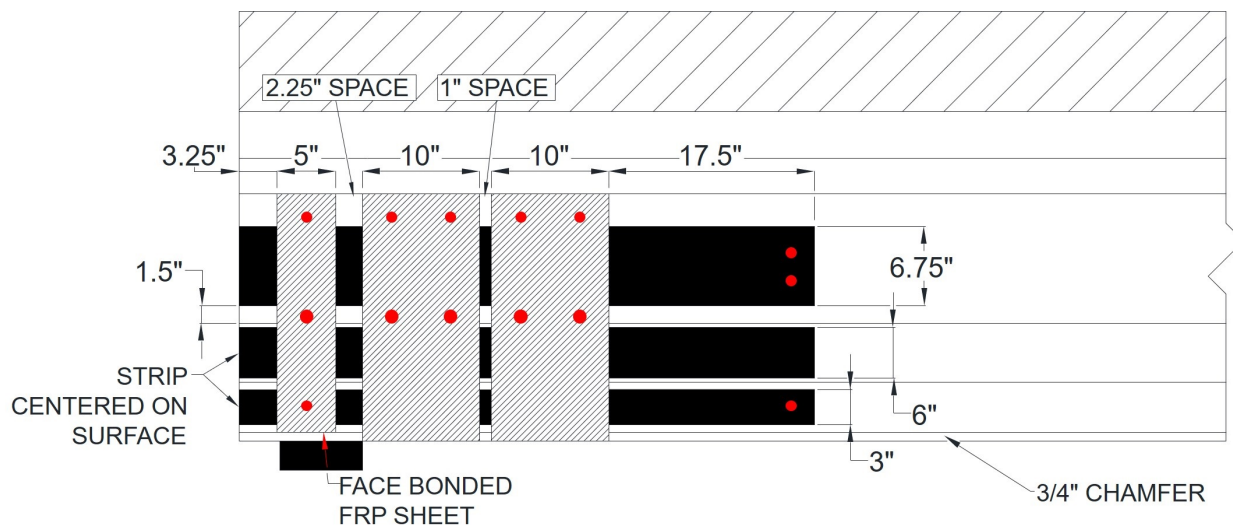 2.25" SPACE
1" SPACE
3.25"
5"
10"
10"
17.5"
1.5"
6.75"
STRIP
CENTERED ON
SURFACE
6"
3"
FACE BONDED
FRP SHEET
3/4" CHAMFER